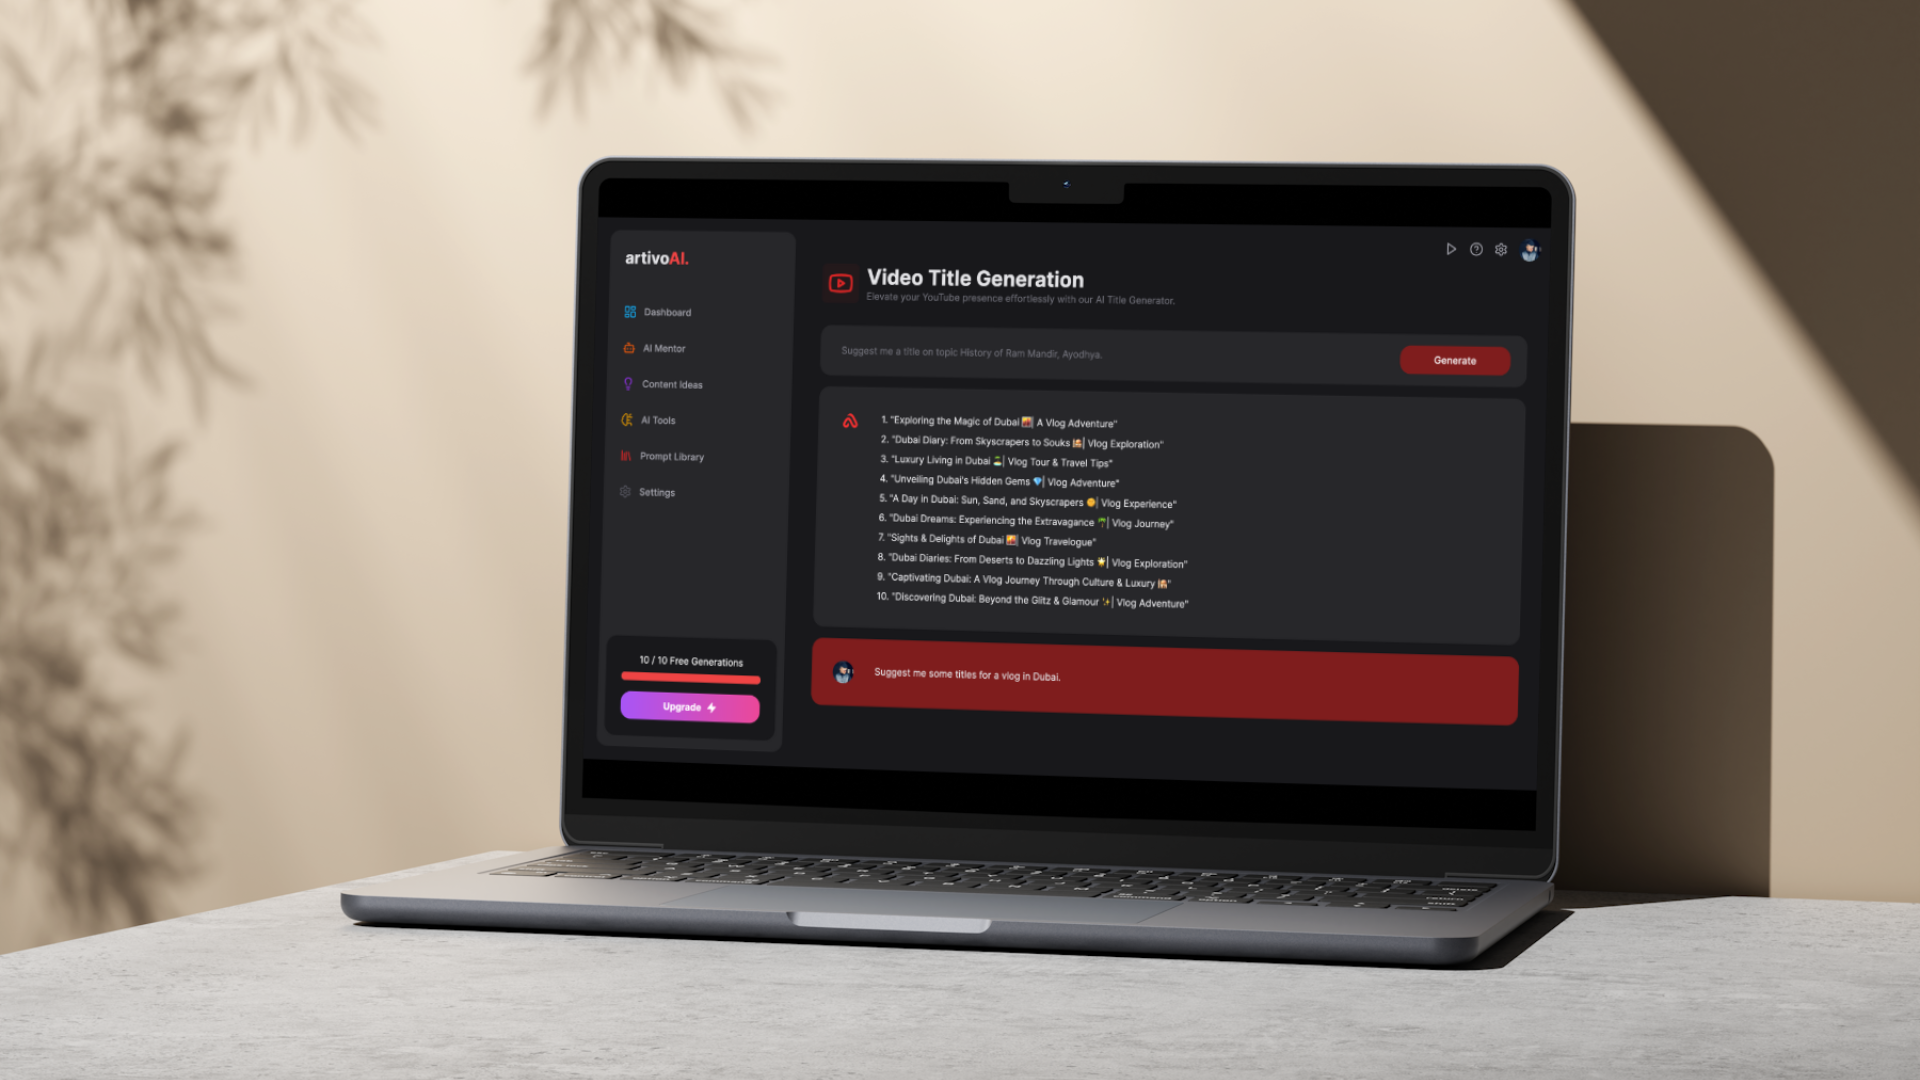 artivoAI.
Dashboard
AI Mentor
Content Ideas
AI Tools
Prompt Library
Settings
10 / 10 Free Generations
Upgrade
Video Title Generation
Elevate your YouTube presence effortlessly with our AI Title Generator.
Suggest me a title on topic History of Ram Mandir, Ayodhya.
Generate
1. "Exploring the Magic of Dubai 🌇| A Vlog Adventure"
2. "Dubai Diary: From Skyscrapers to Souks 🕌| Vlog Exploration"
3. "Luxury Living in Dubai 🏝️| Vlog Tour & Travel Tips"
4. "Unveiling Dubai's Hidden Gems 💎| Vlog Adventure"
5. "A Day in Dubai: Sun, Sand, and Skyscrapers 🌞| Vlog Experience"
6. "Dubai Dreams: Experiencing the Extravagance 🌴| Vlog Journey"
7. "Sights & Delights of Dubai 🌇| Vlog Travelogue"
8. "Dubai Diaries: From Deserts to Dazzling Lights 🌟| Vlog Exploration"
9. "Captivating Dubai: A Vlog Journey Through Culture & Luxury 🕌"
10. "Discovering Dubai: Beyond the Glitz & Glamour ✨| Vlog Adventure"
Suggest me some titles for a vlog in Dubai.